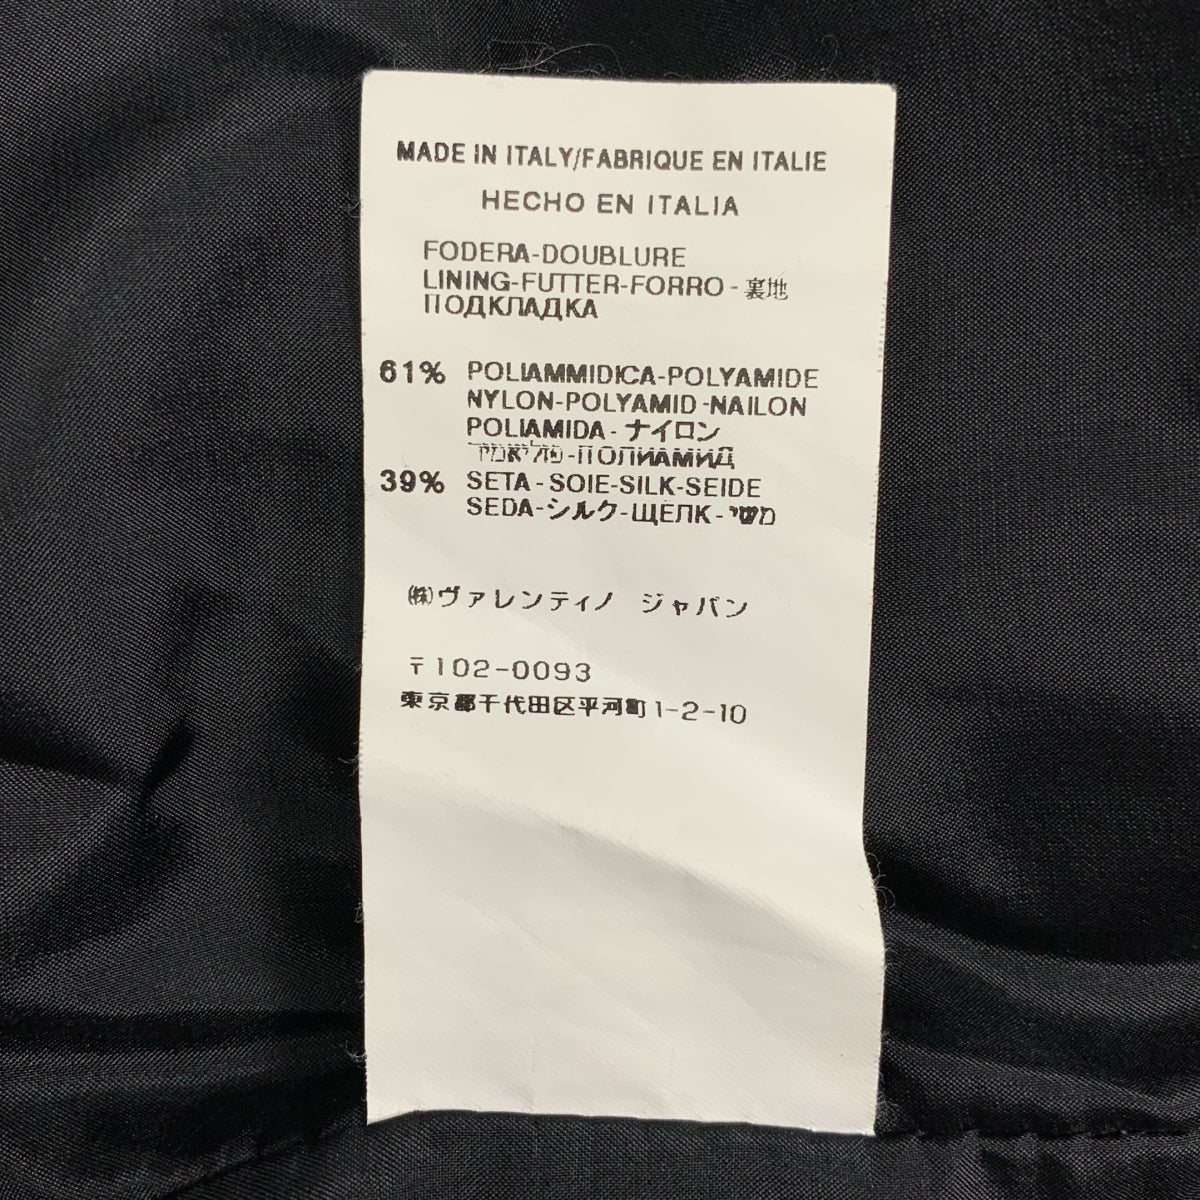 MADE IN ITALY/FABRIQUE EN ITALIE
HECHO EN ITALIA
FODERA-DOUBLURE
LINING-FUTTER-FORRO-裏地
ПОДКЛАДКА
61% POLIAMMIDICA-POLYAMIDE
NYLON-POLYAMID-NAILON
POLIAMIDA-ナイロン
-ПОЛИАМИД
39% SETA-SOIE-SILK-SEIDE
SEDA-シルク-ЩЕЛК-משי
㈱ヴァレンティノ ジャパン
〒102-0093
東京都千代田区平河町1-2-10